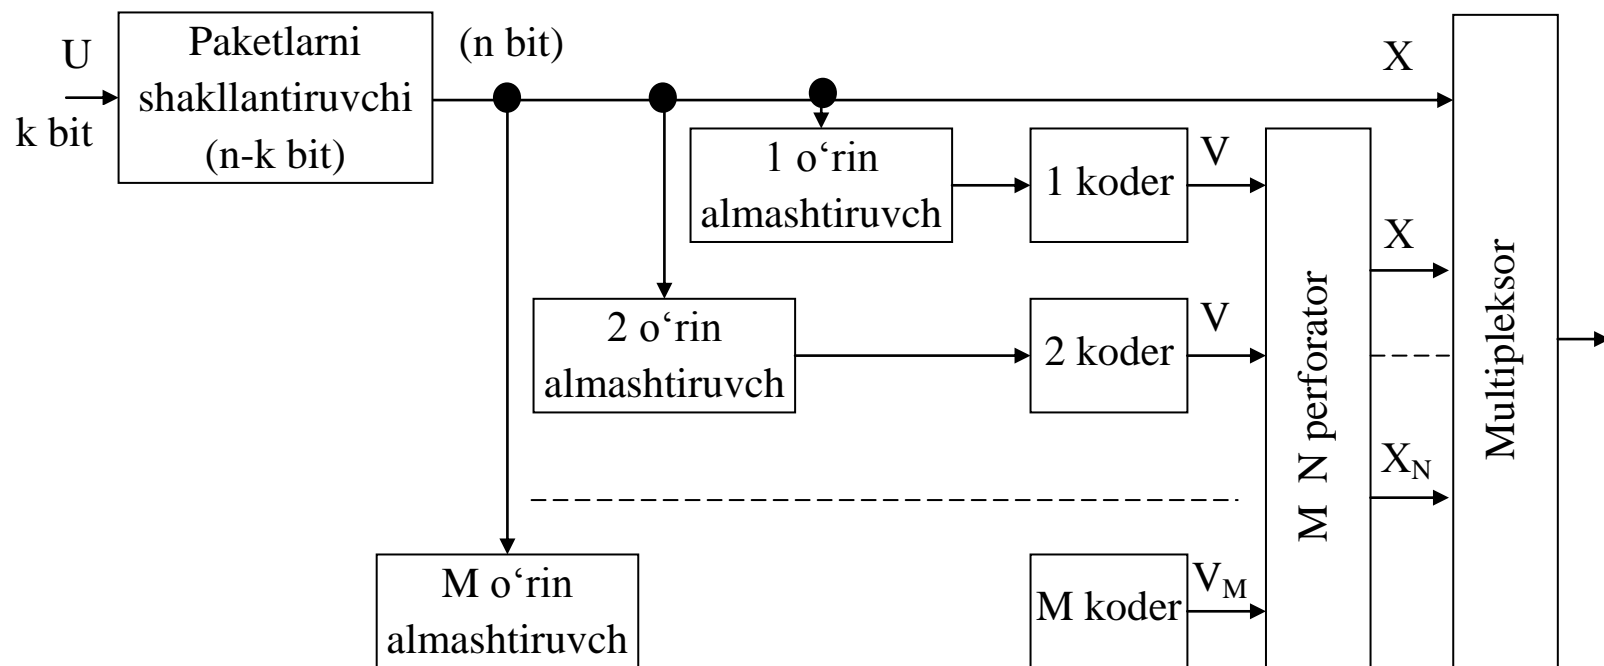 U
k bit
Paketlarni
shakllantiruvchi
(n-k bit)
(n bit)
X
1 o‘rin
almashtiruvch
1 koder
V
2 o‘rin
almashtiruvch
2 koder
V
M o‘rin
almashtiruvch
M koder
V_M
M N perforator
X
X_N
Multipleksor